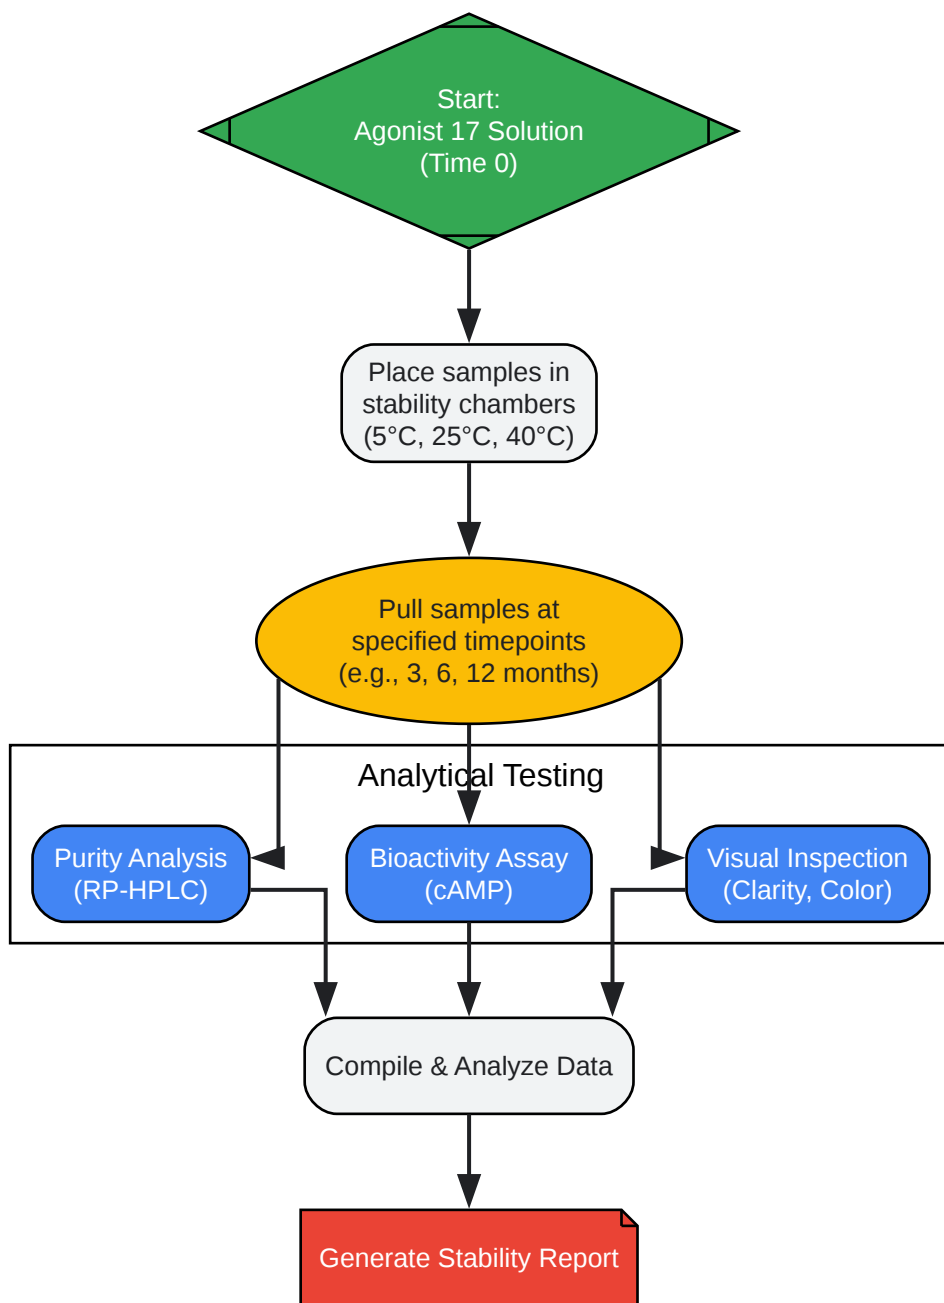 Start:
Agonist 17 Solution
(Time 0)
Place samples in
stability chambers
(5°C, 25°C, 40°C)
Pull samples at
specified timepoints
(e.g., 3, 6, 12 months)
Analytical Testing
Purity Analysis
(RP-HPLC)
Bioactivity Assay
(cAMP)
Visual Inspection
(Clarity, Color)
Compile & Analyze Data
Generate Stability Report